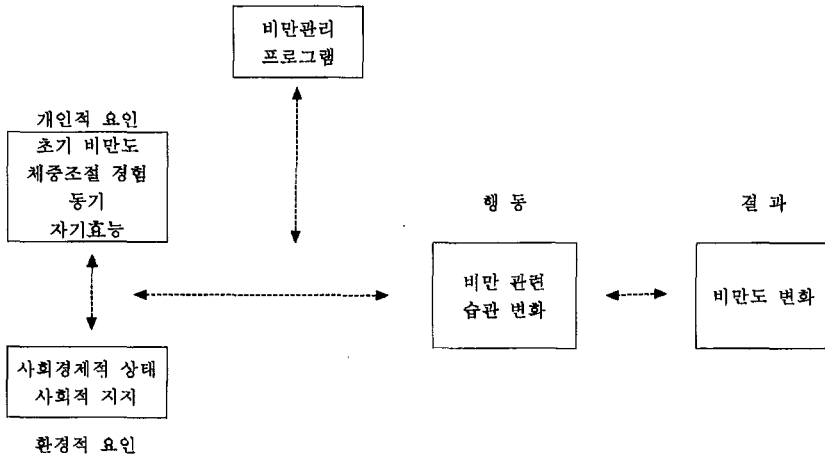 비만관리
프로그램
개인적 요인
초기 비만도
체중조절 경험
동기
자기효능
행 동
결 과
비만 관련
습관 변화
비만도 변화
사회경제적 상태
사회적 지지
환경적 요인